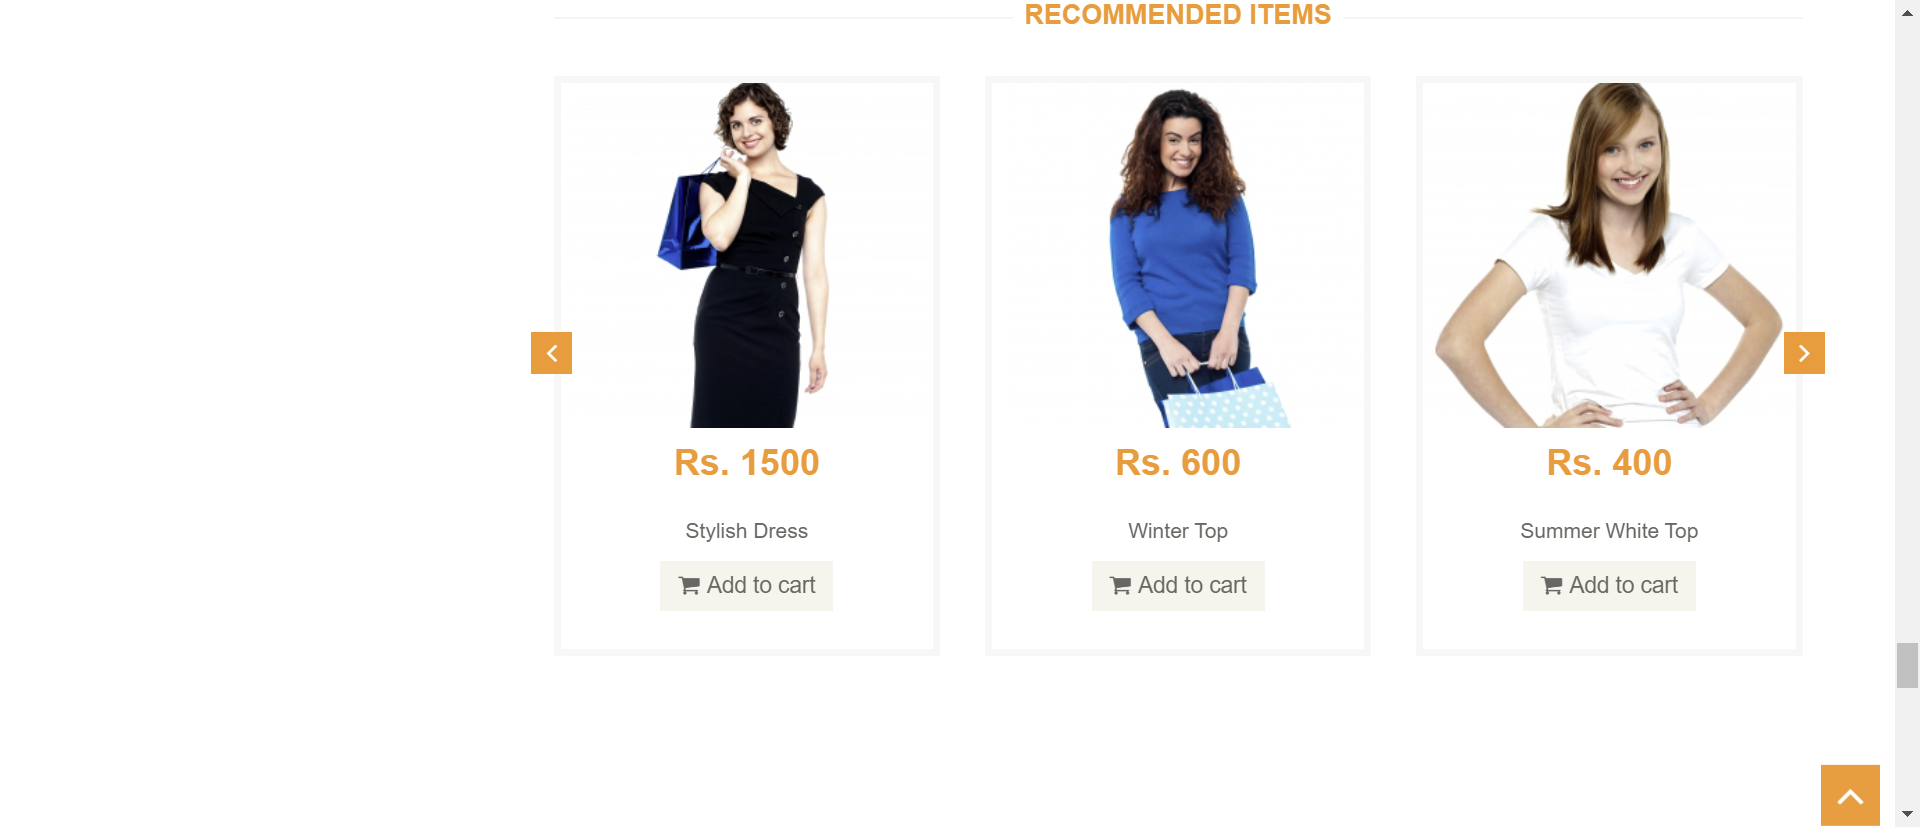 RECOMMENDED ITEMS
Rs. 1500
Stylish Dress
Add to cart
Rs. 600
Winter Top
Add to cart
Rs. 400
Summer White Top
Add to cart